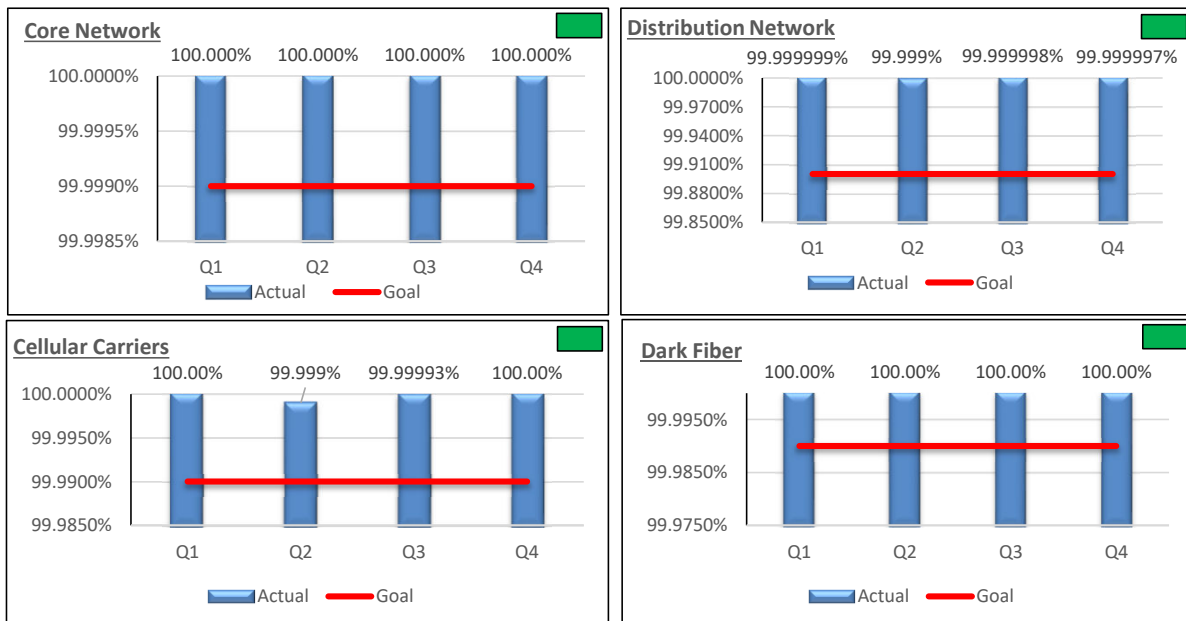 Core Network
100.000% 100.000% 100.000% 100.000%
100.0000%
99.9995%
99.9990%
99.9985%
Q1 Q2 Q3 Q4
Actual Goal
Distribution Network
99.999999% 99.999% 99.999998% 99.999997%
100.0000%
99.9700%
99.9400%
99.9100%
99.8800%
99.8500%
Q1 Q2 Q3 Q4
Actual Goal
Cellular Carriers
100.00% 99.999% 99.99993% 100.00%
100.0000%
99.9950%
99.9900%
99.9850%
Q1 Q2 Q3 Q4
Actual Goal
Dark Fiber
100.00% 100.00% 100.00% 100.00%
99.9950%
99.9850%
99.9750%
Q1 Q2 Q3 Q4
Actual Goal